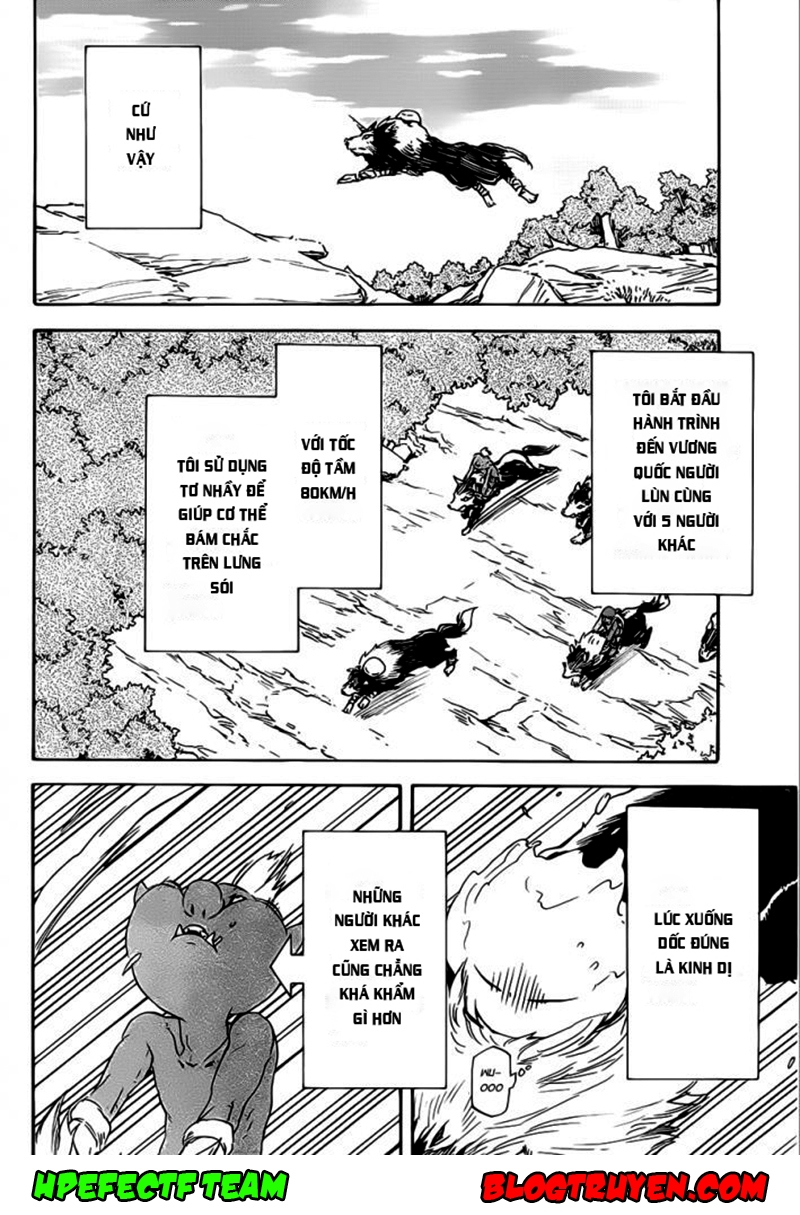 CỨ
NHƯ
VẬY
TÔI BẮT ĐẦU
HÀNH TRÌNH
ĐẾN VƯƠNG
QUỐC NGƯỜI
LÙN CÙNG
VỚI 5 NGƯỜI
KHÁC
VỚI TỐC
ĐỘ TẦM
80KM/H
TÔI SỬ DỤNG
TƠ NHẦY ĐỂ
GIÚP CƠ THỂ
BÁM CHẮC
TRÊN LƯNG
SÓI
LÚC XUỐNG
DỐC ĐÚNG
LÀ KINH DỊ
NHỮNG
NGƯỜI KHÁC
XEM RA
CŨNG CHẲNG
KHÁ KHẨM
GÌ HƠN
HPEFECTF TEAM
BLOGTRUYEN.COM